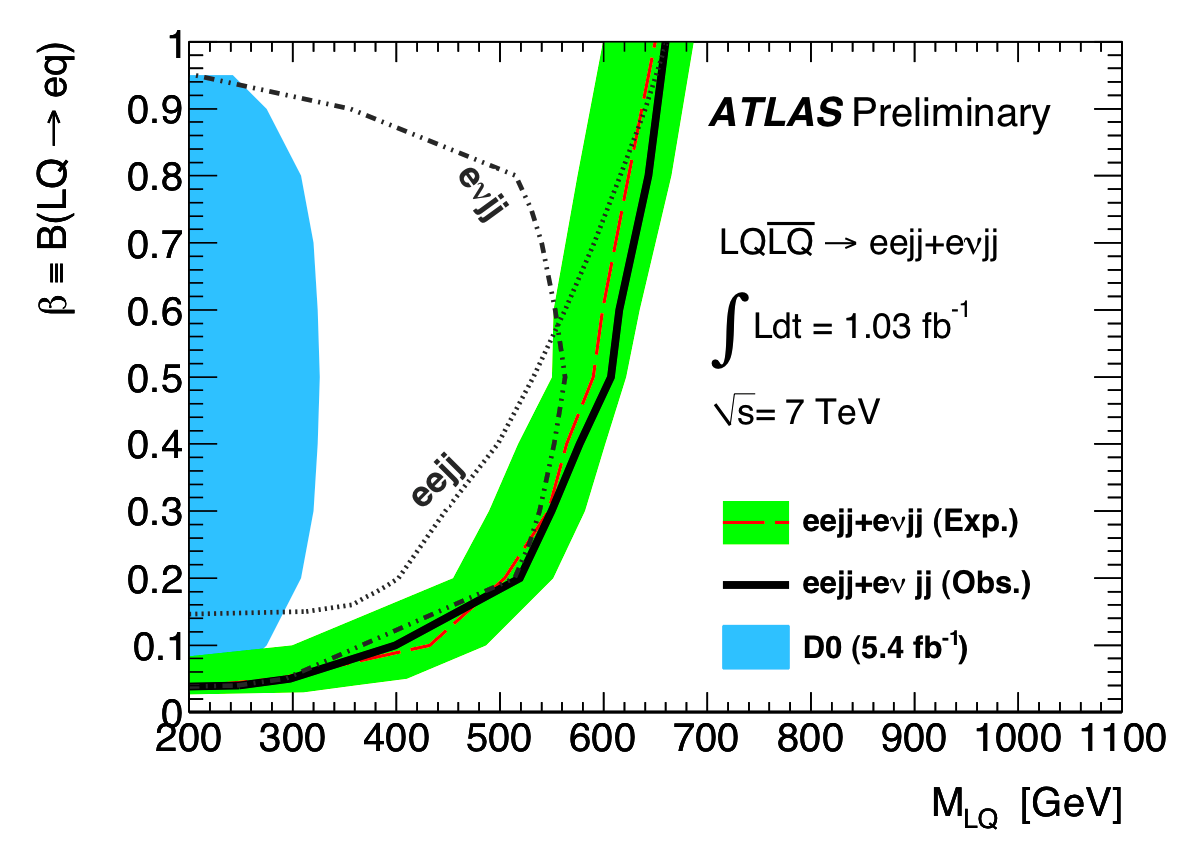 β ≡ B(LQ → eq)
1
0.9
0.8
0.7
0.6
0.5
0.4
0.3
0.2
0.1
0
200 300 400 500 600 700 800 900 1000 1100
M_LQ [GeV]
eνjj
eejj
ATLAS Preliminary
LQL̅Q̅ → eejj+eνjj
∫ Ldt = 1.03 fb⁻¹
√s= 7 TeV
eejj+eνjj (Exp.)
eejj+eν jj (Obs.)
D0 (5.4 fb⁻¹)